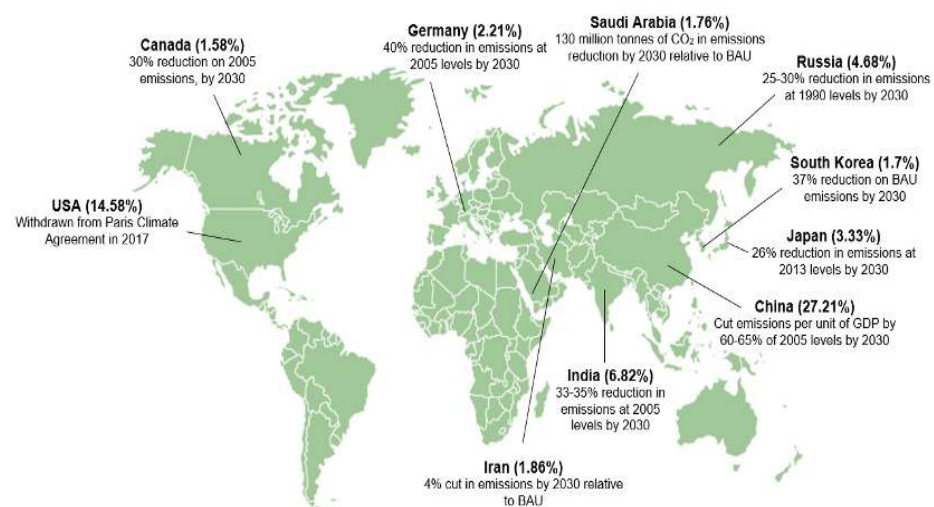 Canada (1.58%)
30% reduction on 2005
emissions, by 2030
Germany (2.21%)
40% reduction in emissions at
2005 levels by 2030
Saudi Arabia (1.76%)
130 million tonnes of CO₂ in emissions
reduction by 2030 relative to BAU
Russia (4.68%)
25-30% reduction in emissions
at 1990 levels by 2030
USA (14.58%)
Withdrawn from Paris Climate
Agreement in 2017
South Korea (1.7%)
37% reduction on BAU
emissions by 2030
Japan (3.33%)
26% reduction in emissions at
2013 levels by 2030
China (27.21%)
Cut emissions per unit of GDP by
60-65% of 2005 levels by 2030
India (6.82%)
33-35% reduction in
emissions at 2005
levels by 2030
Iran (1.86%)
4% cut in emissions by 2030 relative
to BAU